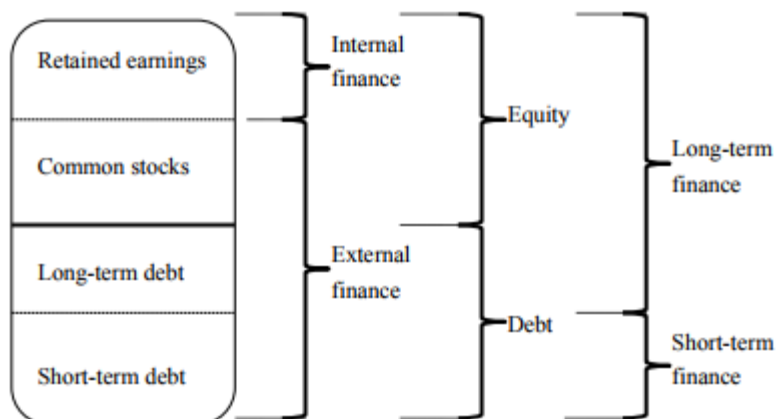 Retained earnings
Common stocks
Long-term debt
Short-term debt
Internal
finance
External
finance
Equity
Debt
Long-term
finance
Short-term
finance